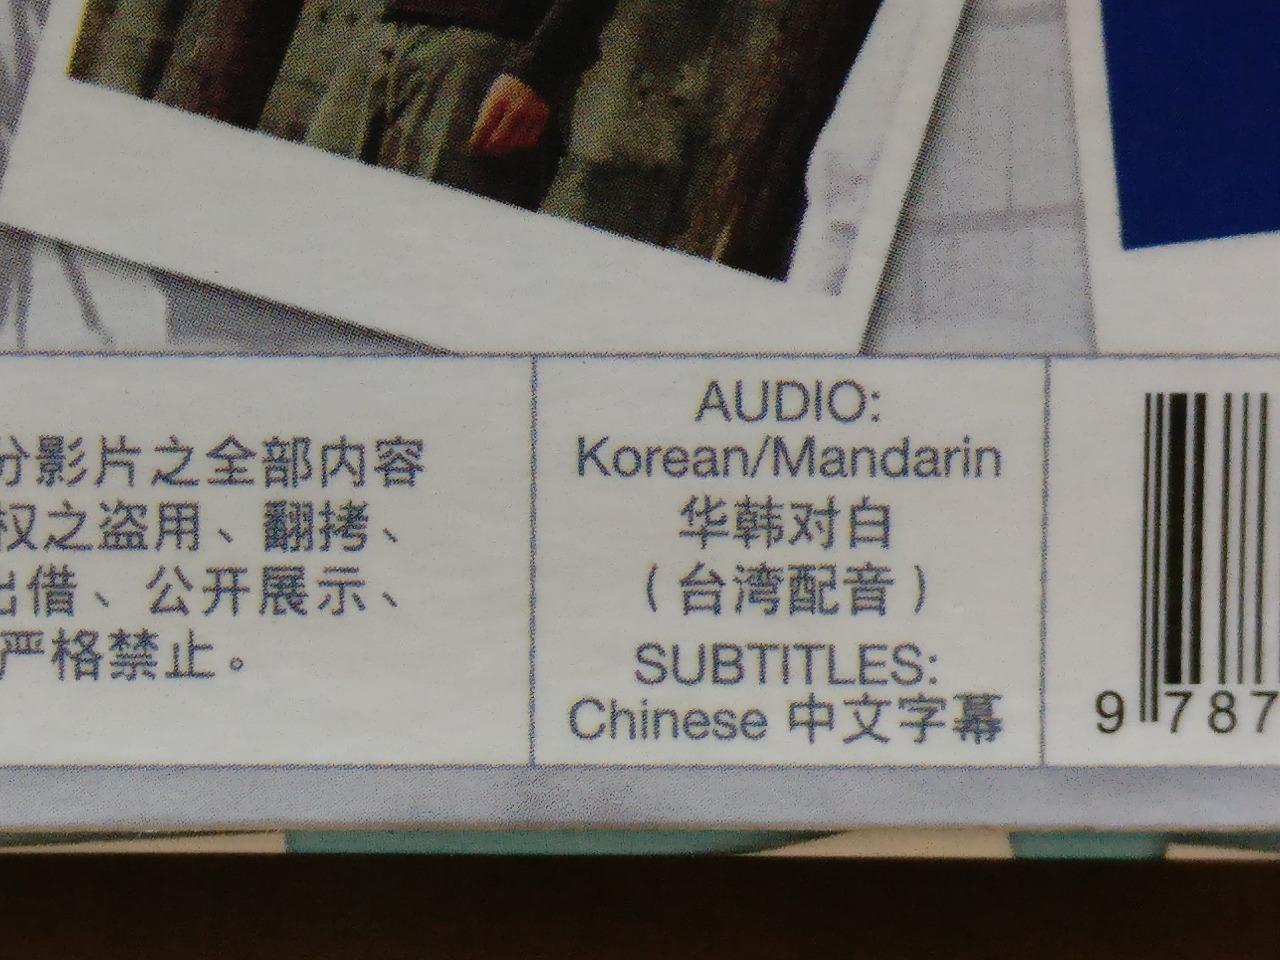 分影片之全部内容
权之盗用、翻拷、
出借、公开展示、
严格禁止。
AUDIO:
Korean/Mandarin
华韩对白
(台湾配音)
SUBTITLES:
Chinese 中文字幕
9 787